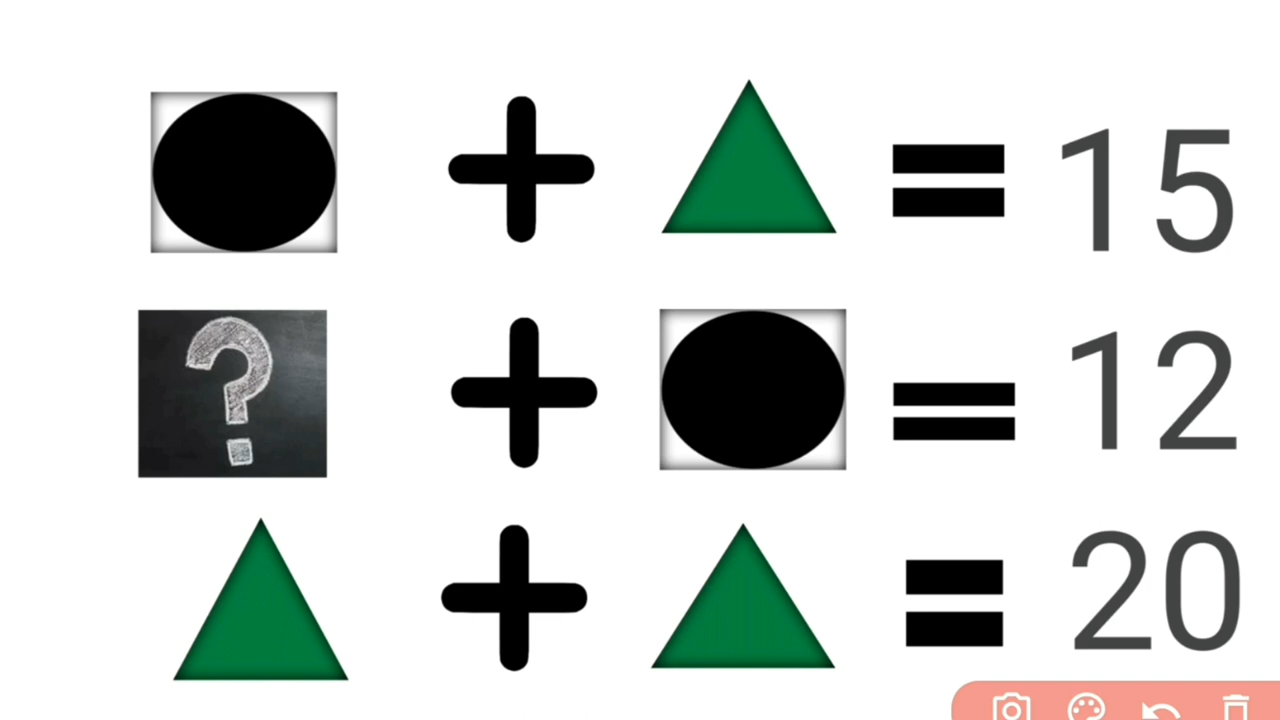 + = 15
? + = 12
+ = 20